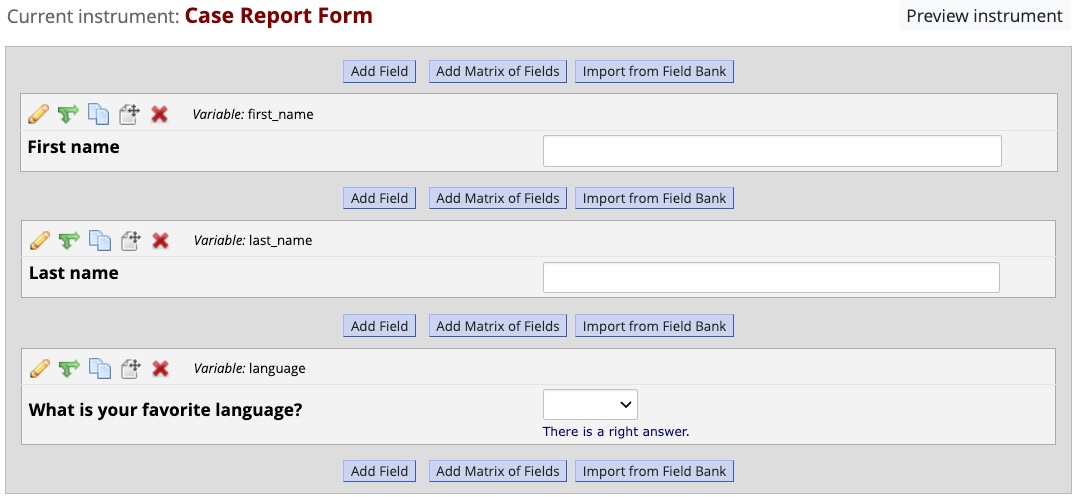 Current instrument: Case Report Form Preview instrument
Add Field Add Matrix of Fields Import from Field Bank
Variable: first_name
First name
Add Field Add Matrix of Fields Import from Field Bank
Variable: last_name
Last name
Add Field Add Matrix of Fields Import from Field Bank
Variable: language
What is your favorite language?
There is a right answer.
Add Field Add Matrix of Fields Import from Field Bank